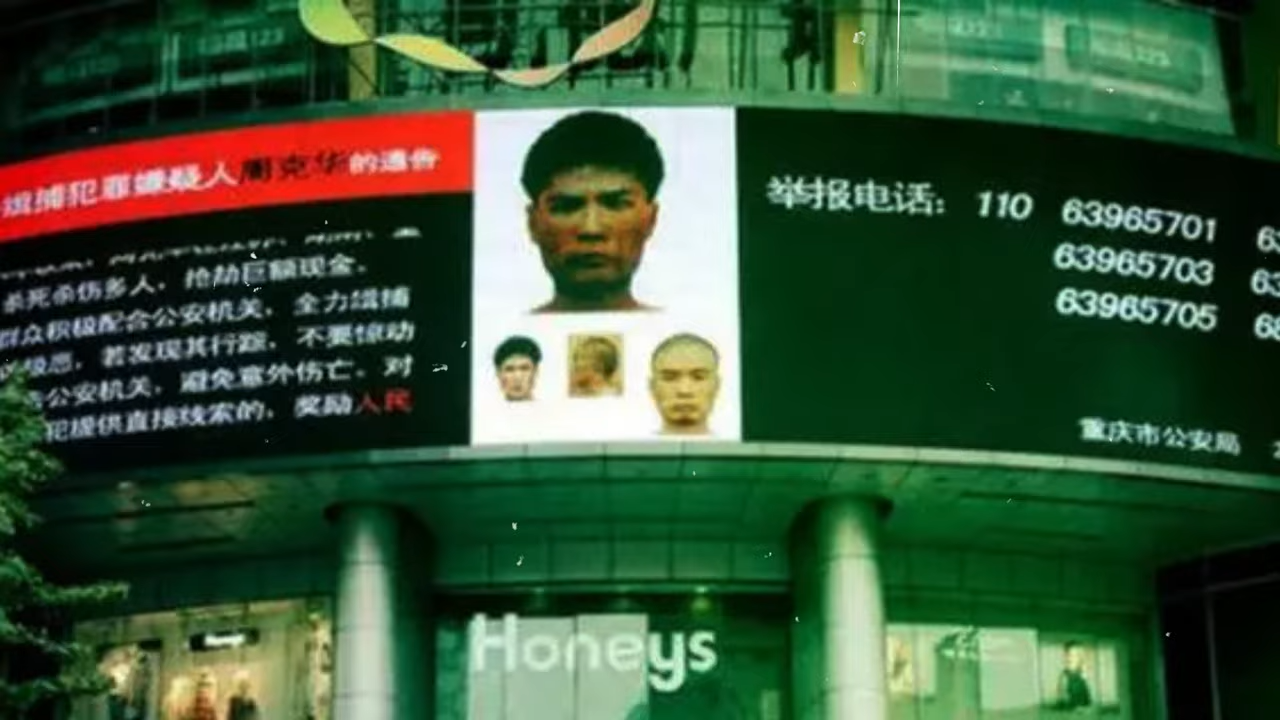 缉捕犯罪嫌疑人周克华的通告
杀死杀伤多人,抢劫巨额现金。
群众积极配合公安机关,全力缉捕
极恶,若发现其行踪,不要惊动
公安机关,避免意外伤亡。对
犯提供直接线索的,奖励人民
举报电话: 110 63965701
63965703
63965705
重庆市公安局
Honeys